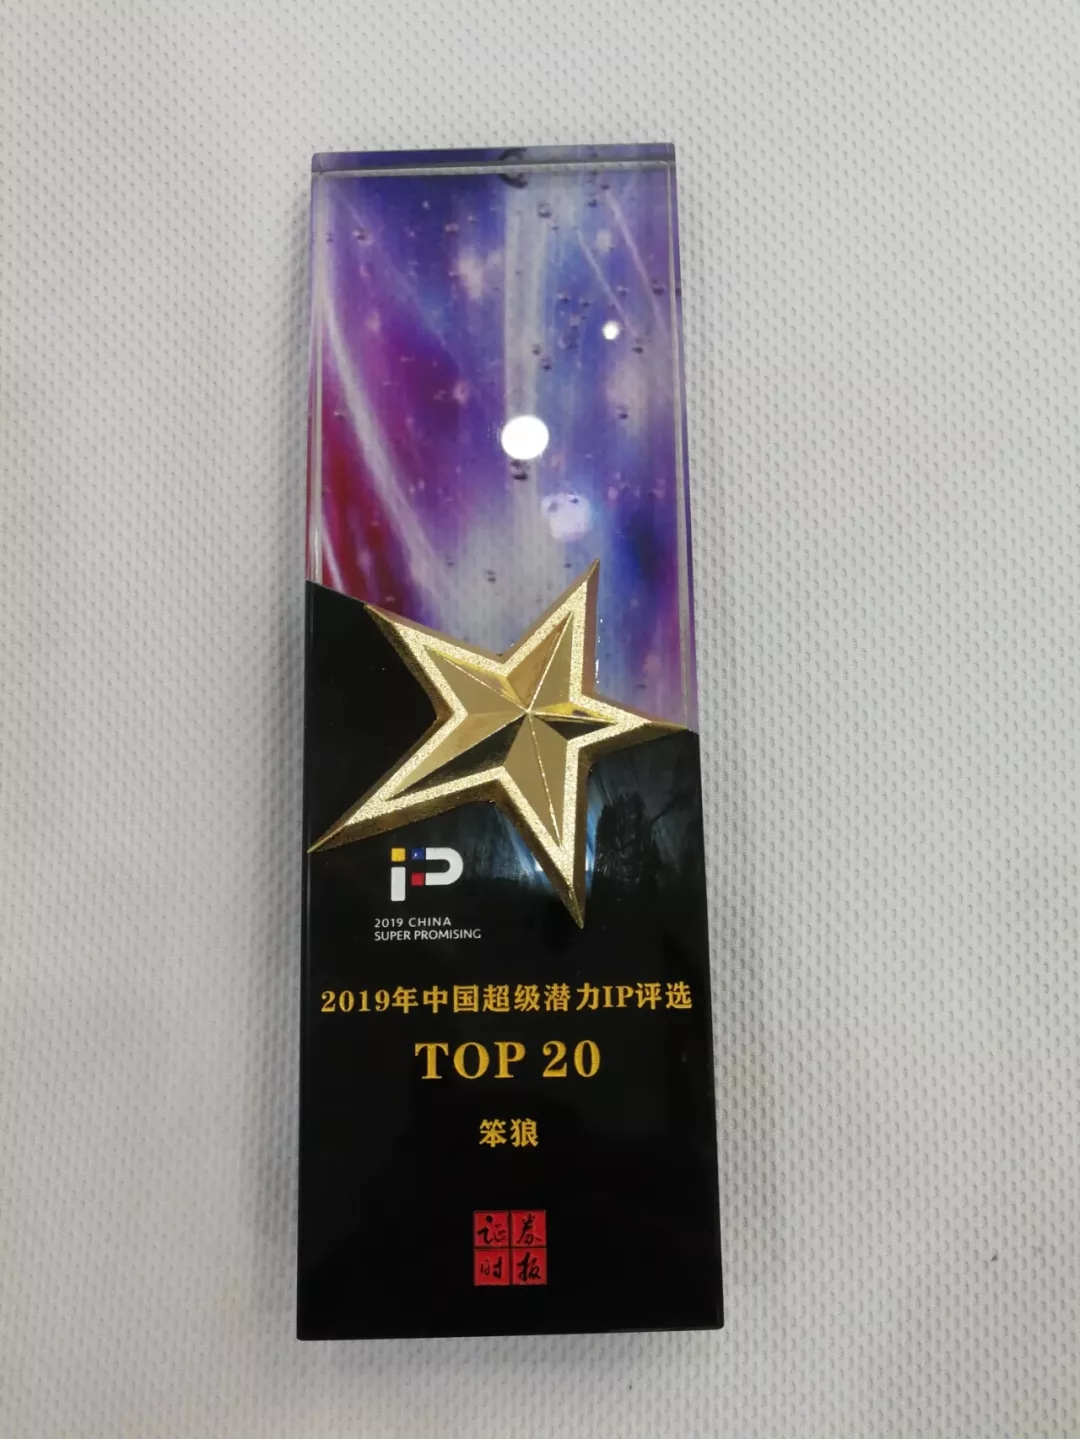 iP
2019 CHINA
SUPER PROMISING
2019年中国超级潜力IP评选
TOP 20
笨狼
证券
时报